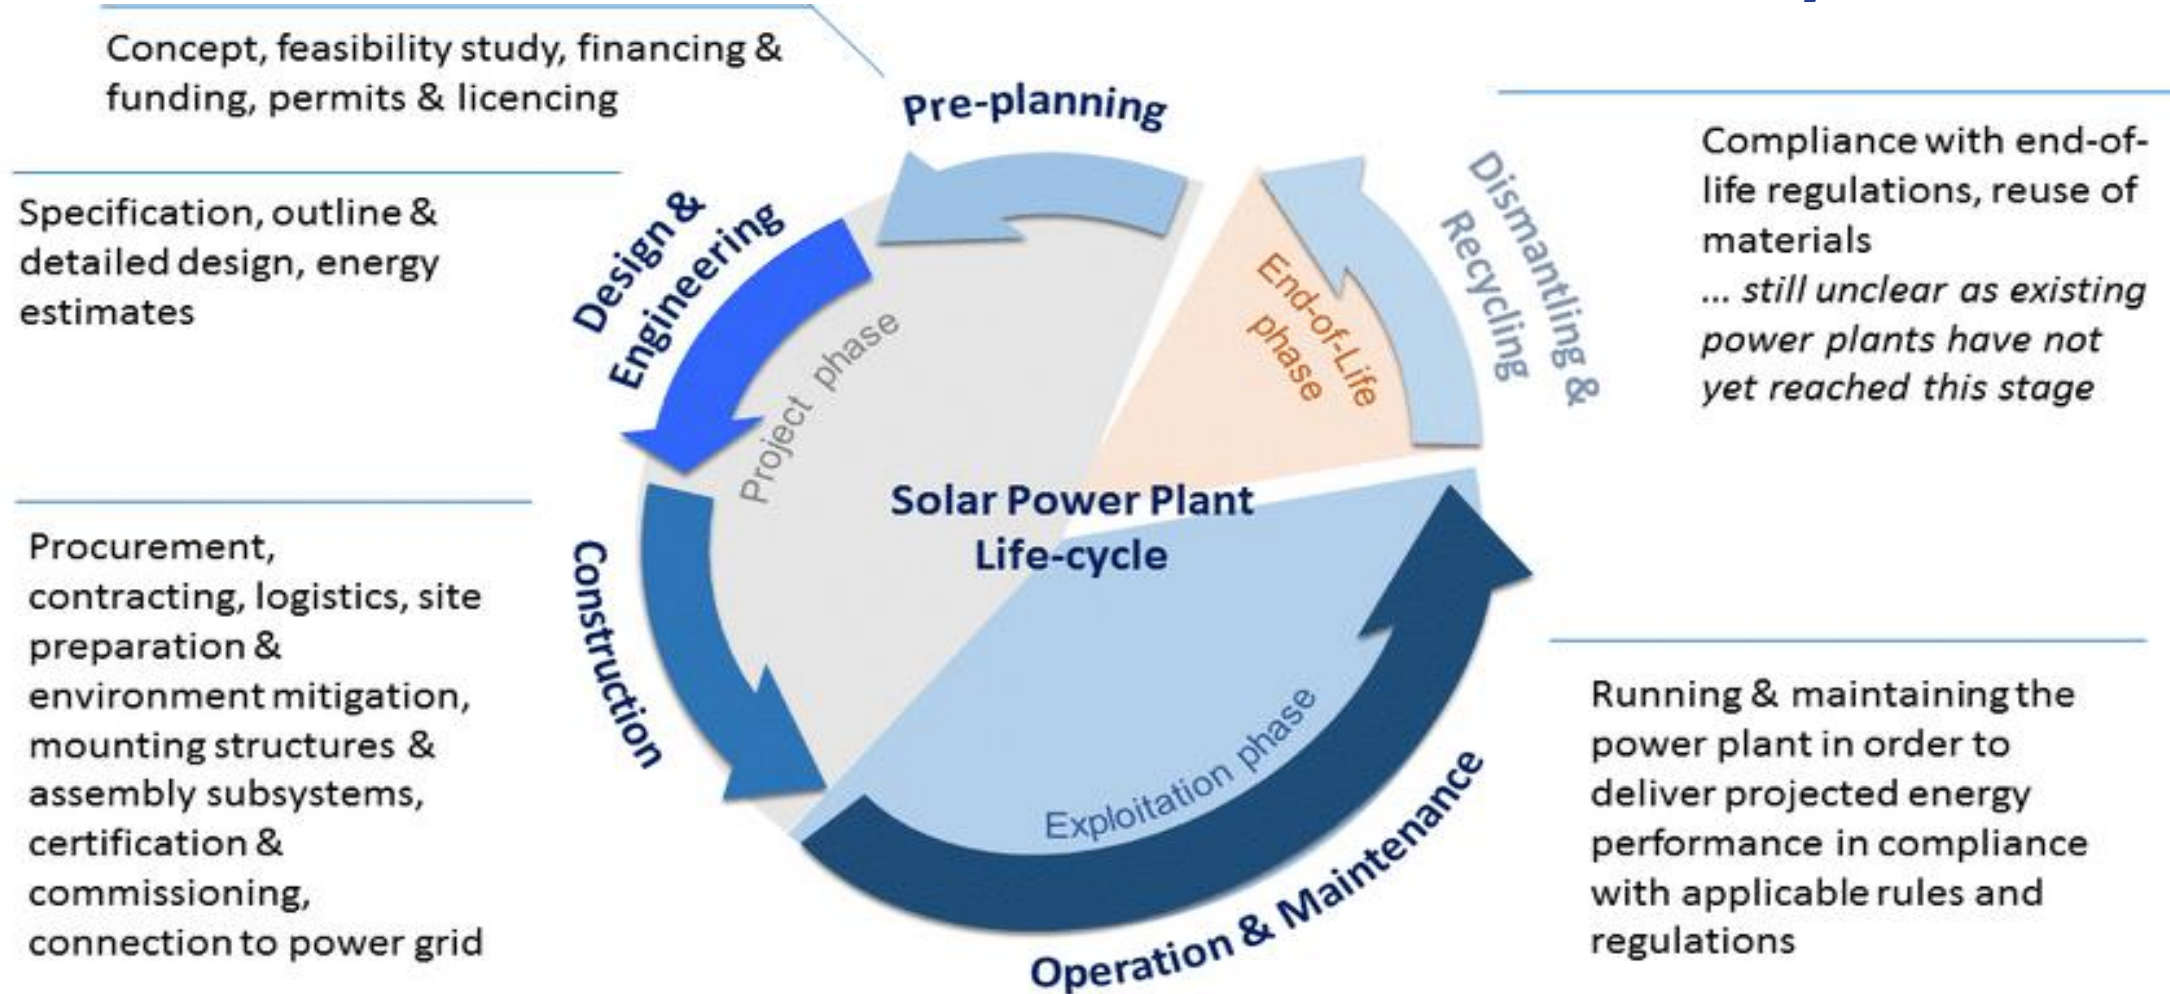 Concept, feasibility study, financing &
funding, permits & licencing
Pre-planning
Specification, outline &
detailed design, energy
estimates
Design &
Engineering
Project phase
Procurement,
contracting, logistics, site
preparation &
environment mitigation,
mounting structures &
assembly subsystems,
certification &
commissioning,
connection to power grid
Construction
Solar Power Plant
Life-cycle
Exploitation phase
Operation & Maintenance
Running & maintaining the
power plant in order to
deliver projected energy
performance in compliance
with applicable rules and
regulations
End-of-Life
phase
Dismantling &
Recycling
Compliance with end-of-
life regulations, reuse of
materials
... still unclear as existing
power plants have not
yet reached this stage